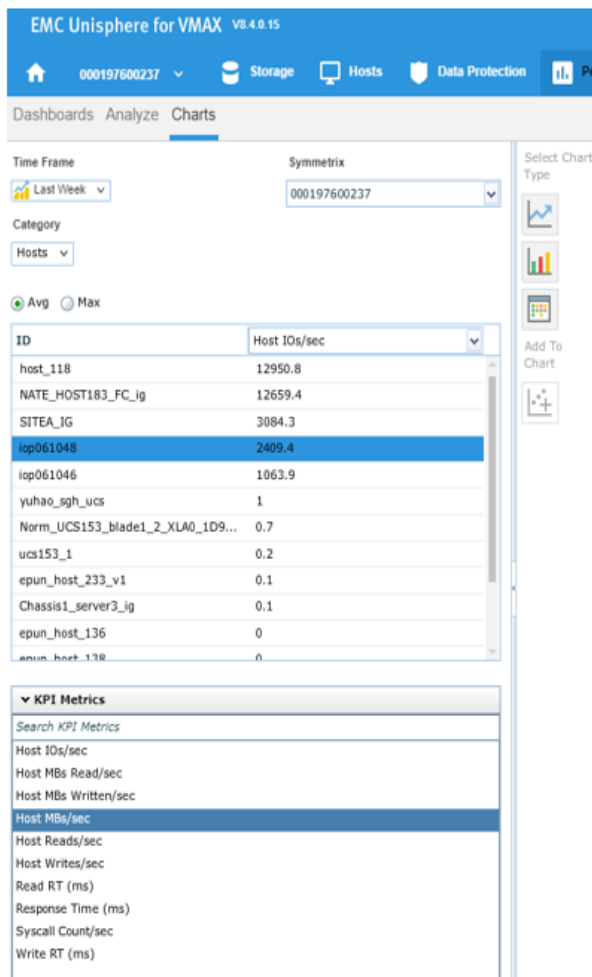 EMC Unisphere for VMAX V8.4.0.15
000197600237 Storage Hosts Data Protection
Dashboards Analyze Charts
Time Frame Symmetrix Select Chart
Type
Last Week 000197600237
Category
Hosts
Avg Max
ID Host IOs/sec
Add To
Chart
host_118 12950.8
NATE_HOST183_FC_ig 12659.4
SITEA_IG 3084.3
iop061048 2409.4
iop061046 1063.9
yuhao_sgh_ucs 1
Norm_UCS153_blade1_2_XLA0_1D9... 0.7
ucs153_1 0.2
epun_host_233_v1 0.1
Chassis1_server3_ig 0.1
epun_host_136 0
epun_host_138 0
KPI Metrics
Search KPI Metrics
Host IOs/sec
Host MBs Read/sec
Host MBs Written/sec
Host MBs/sec
Host Reads/sec
Host Writes/sec
Read RT (ms)
Response Time (ms)
Syscall Count/sec
Write RT (ms)